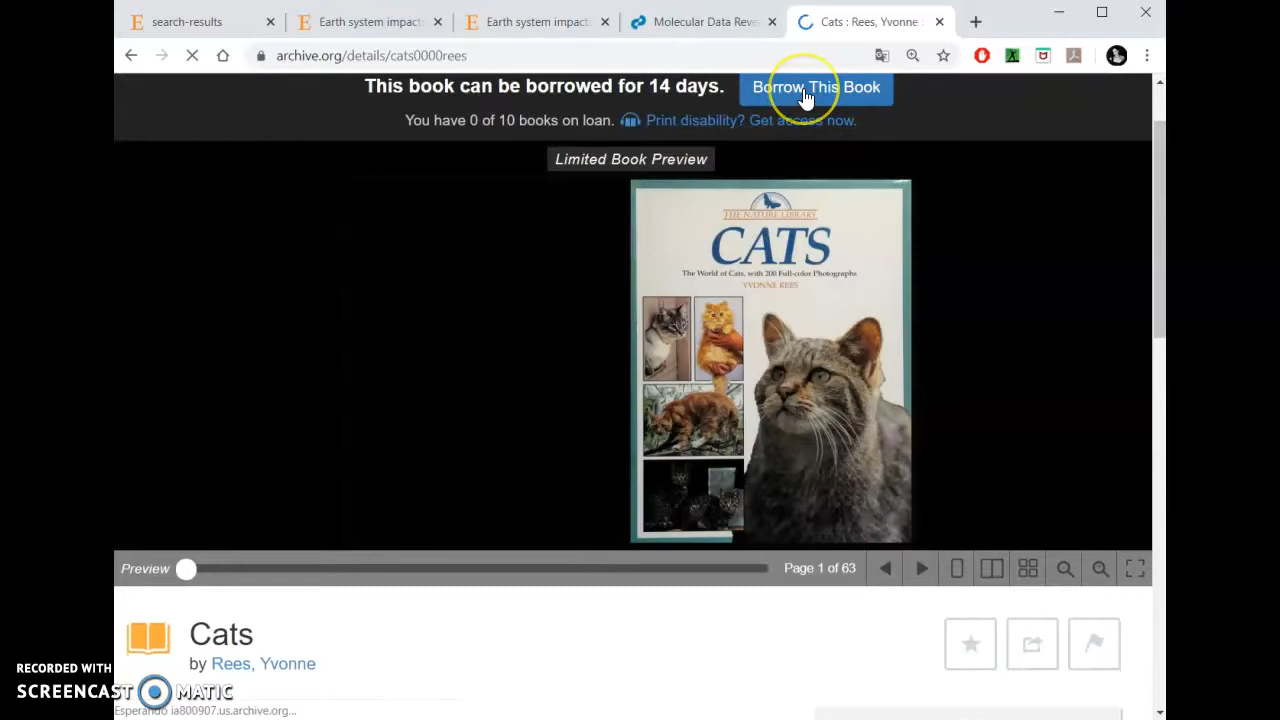 search-results
Earth system impact
Earth system impact
Molecular Data Reve
Cats : Rees, Yvonne
archive.org/details/cats0000rees
This book can be borrowed for 14 days.
Borrow This Book
You have 0 of 10 books on loan.
Print disability? Get access now.
Limited Book Preview
THE NATURE LIBRARY
CATS
The World of Cats, with 200 Full-color Photographs
YVONNE REES
Preview
Page 1 of 63
Cats
by Rees, Yvonne
RECORDED WITH
SCREENCAST MATIC
Esperando ia800907.us.archive.org...